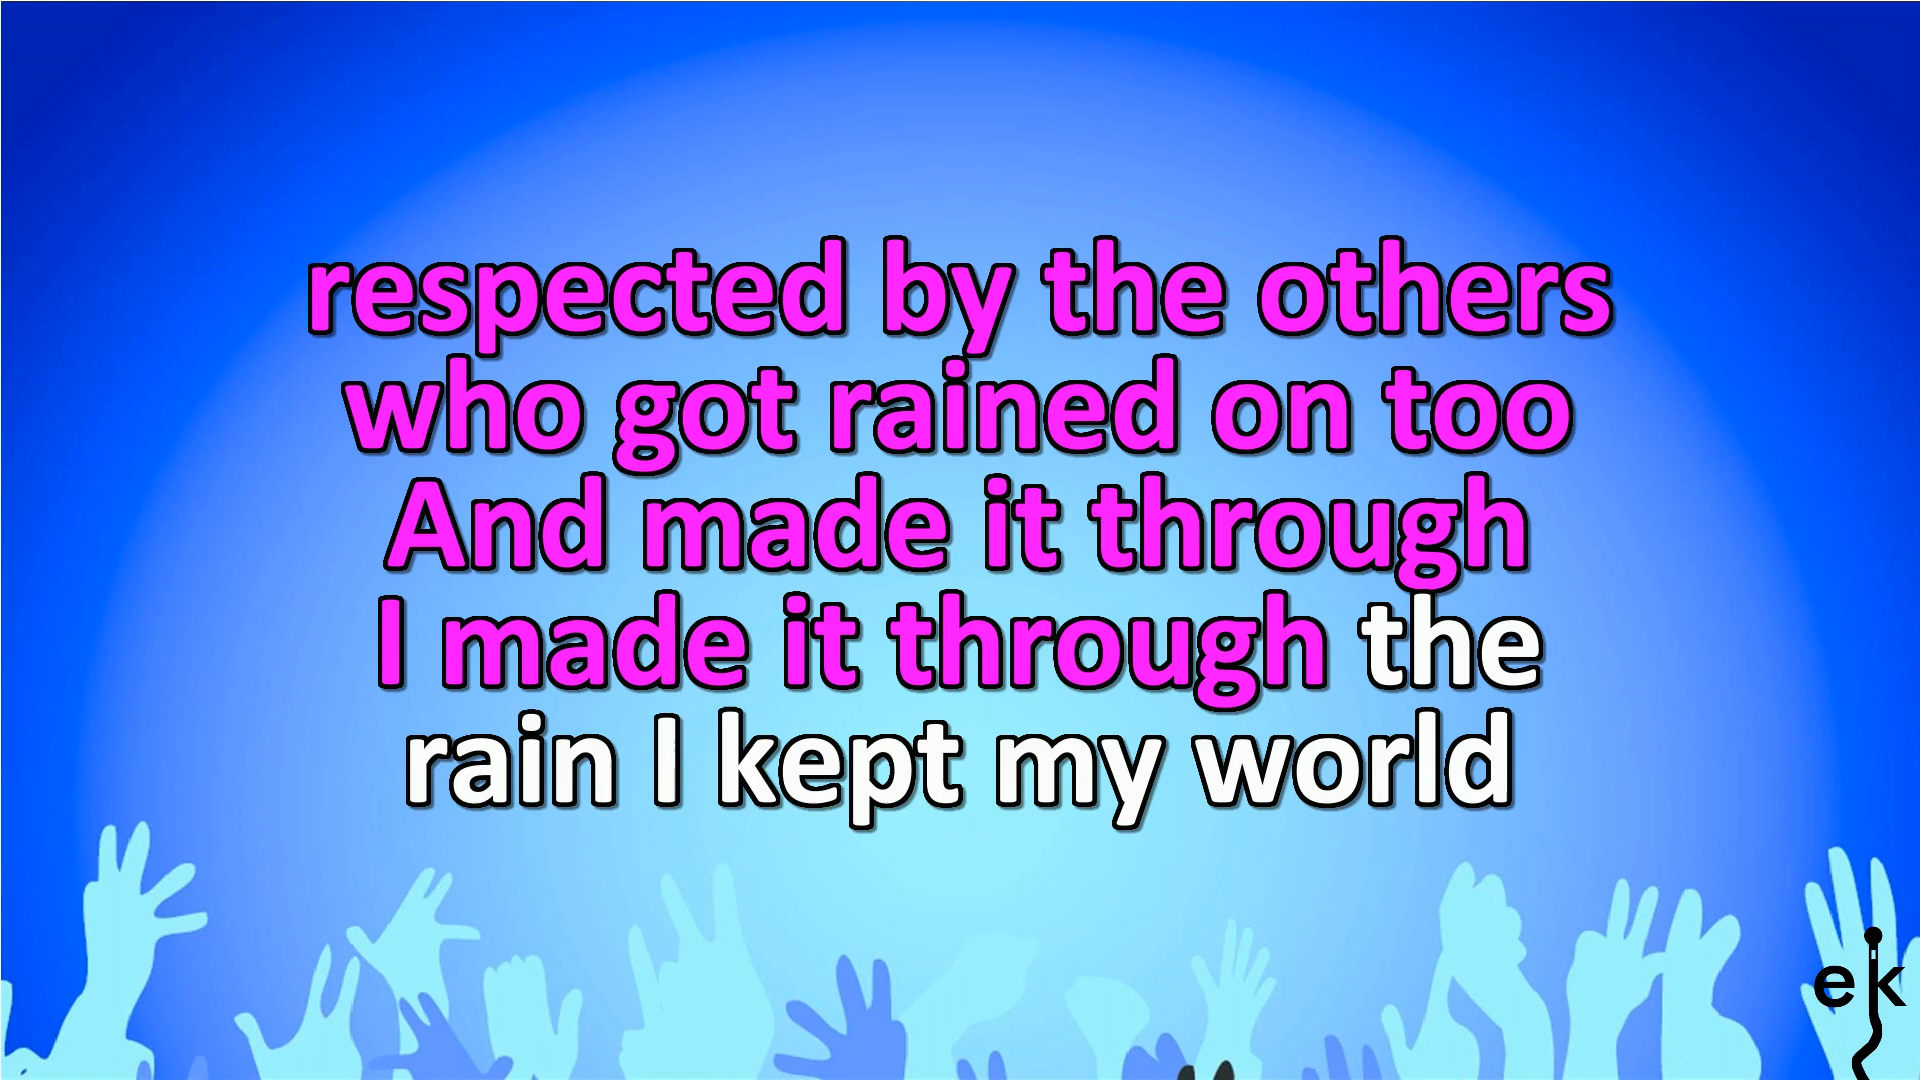 respected by the others
who got rained on too
And made it through
I made it through the
rain I kept my world
ek